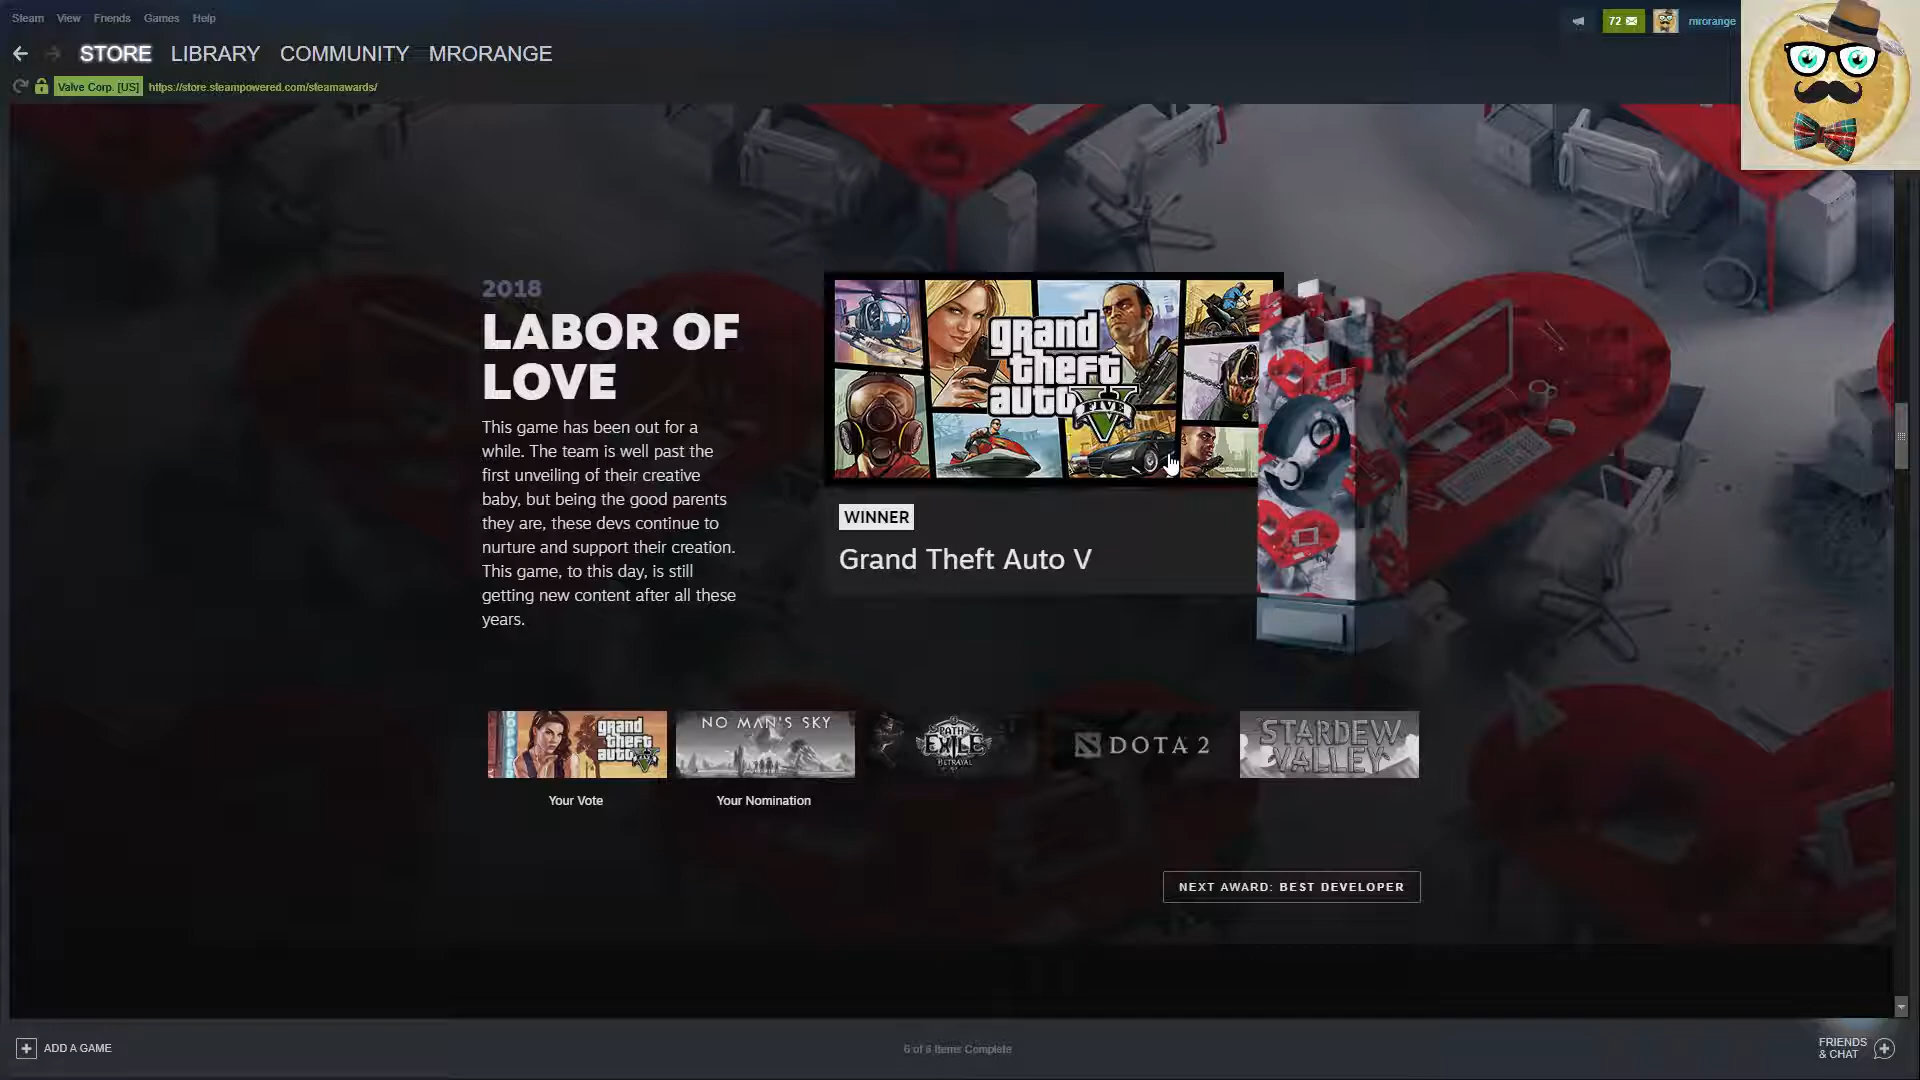 Steam View Friends Games Help
72
mrorange
STORE LIBRARY COMMUNITY MRORANGE
Valve Corp. [US] https://store.steampowered.com/steamawards/
2018
LABOR OF
LOVE
This game has been out for a
while. The team is well past the
first unveiling of their creative
baby, but being the good parents
they are, these devs continue to
nurture and support their creation.
This game, to this day, is still
getting new content after all these
years.
grand
theft
auto
V
FIVE
WINNER
Grand Theft Auto V
grand
theft
auto
V
NO MAN'S SKY
PATH
OF
EXILE
BETRAYAL
DOTA 2
STARDEW
VALLEY
Your Vote
Your Nomination
NEXT AWARD: BEST DEVELOPER
ADD A GAME
6 of 6 Items Complete
FRIENDS
& CHAT